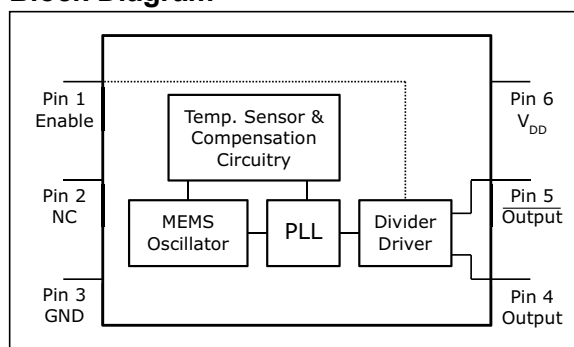 Block Diagram
Pin 1
Enable
Pin 2
NC
Pin 3
GND
Temp. Sensor &
Compensation
Circuitry
MEMS
Oscillator
PLL
Divider
Driver
Pin 6
VDD
Pin 5
Output
Pin 4
Output